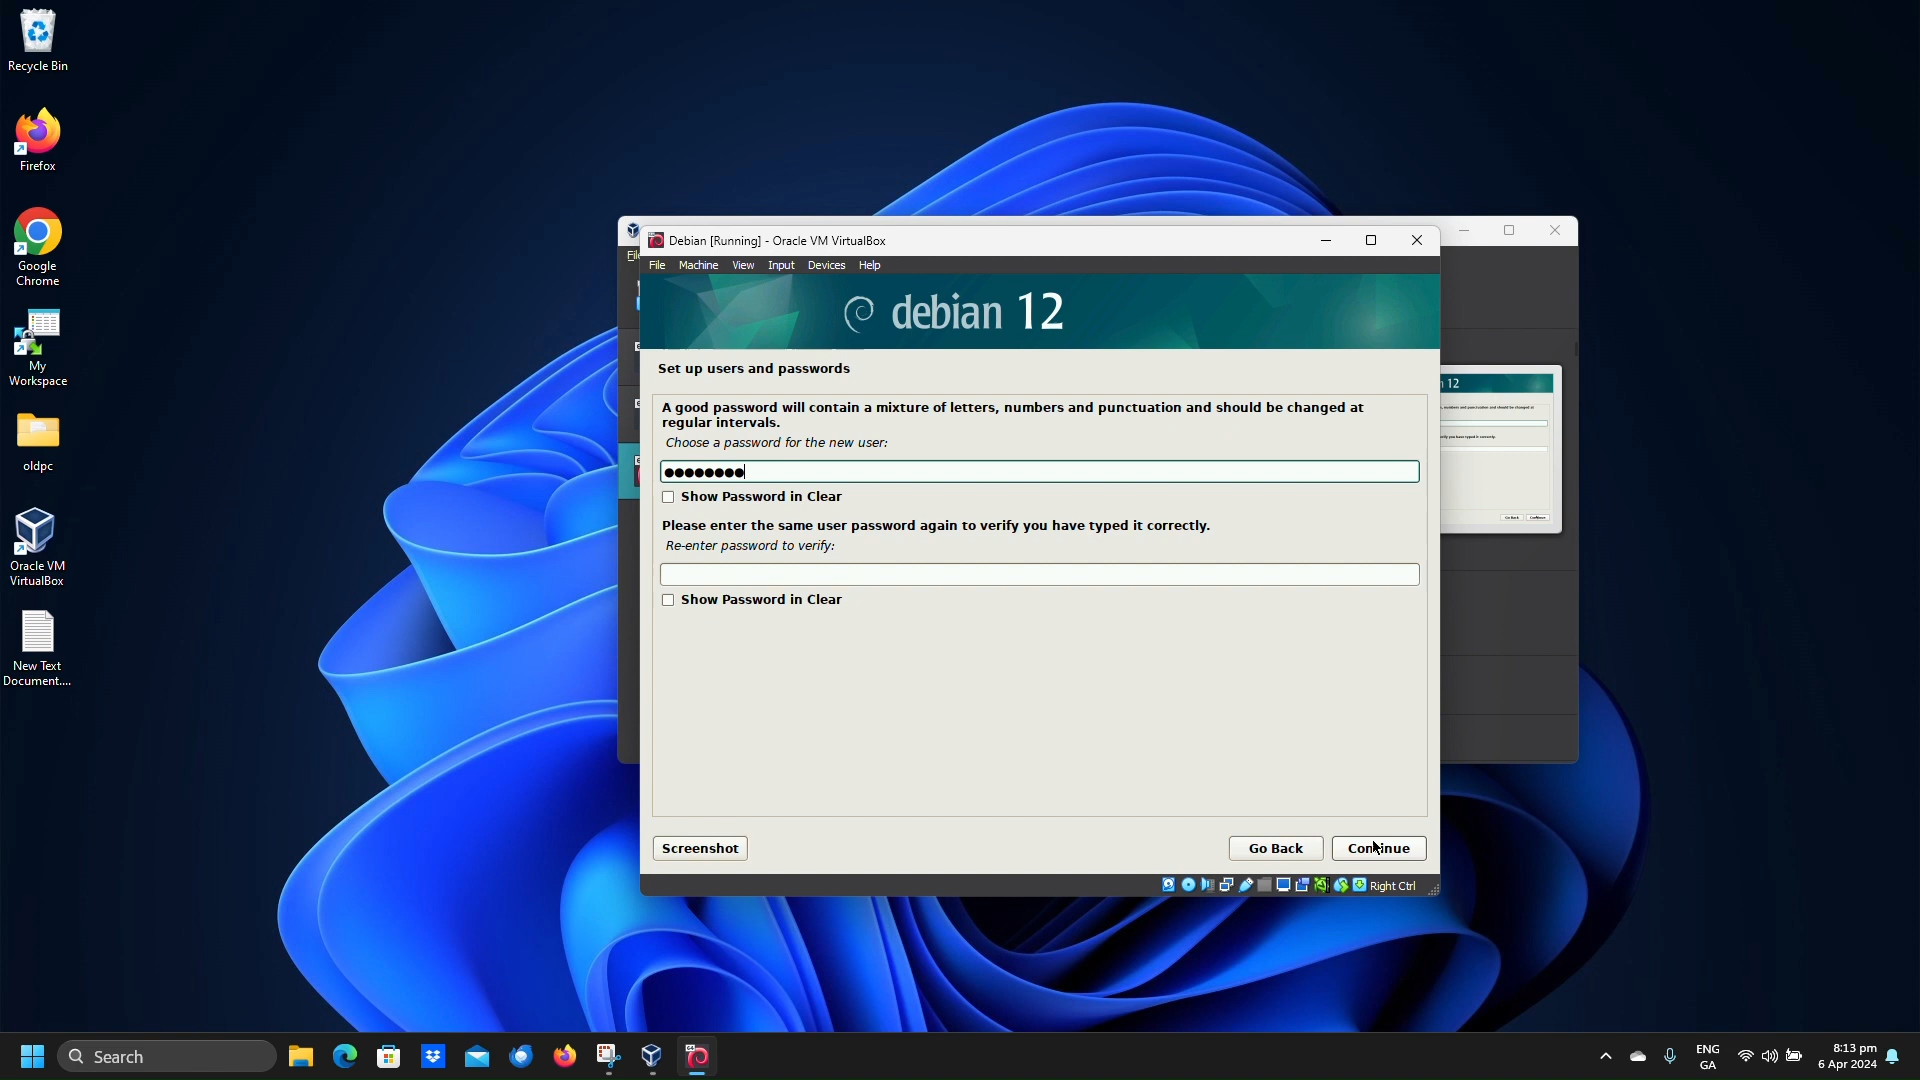 Recycle Bin
Firefox
Google
Chrome
My
Workspace
oldpc
Oracle VM
VirtualBox
New Text
Document....
Debian [Running] - Oracle VM VirtualBox
File Machine View Input Devices Help
debian 12
Set up users and passwords
A good password will contain a mixture of letters, numbers and punctuation and should be changed at
regular intervals.
Choose a password for the new user:
●●●●●●●●
Show Password in Clear
Please enter the same user password again to verify you have typed it correctly.
Re-enter password to verify:
Show Password in Clear
Screenshot
Go Back
Continue
Right Ctrl
12
Go Back Continue
Search
ENG
GA
8:13 pm
6 Apr 2024